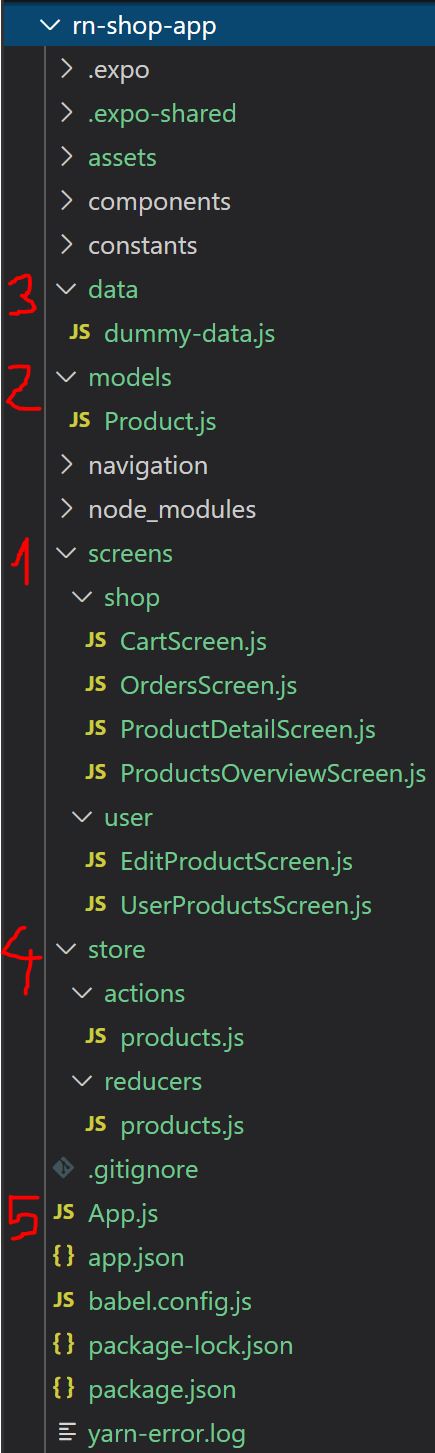 rn-shop-app
.expo
.expo-shared
assets
components
constants
3 data
JS dummy-data.js
2 models
JS Product.js
navigation
node_modules
1 screens
shop
JS CartScreen.js
JS OrdersScreen.js
JS ProductDetailScreen.js
JS ProductsOverviewScreen.js
user
JS EditProductScreen.js
JS UserProductsScreen.js
4 store
actions
JS products.js
reducers
JS products.js
.gitignore
5 JS App.js
{} app.json
JS babel.config.js
{} package-lock.json
{} package.json
yarn-error.log